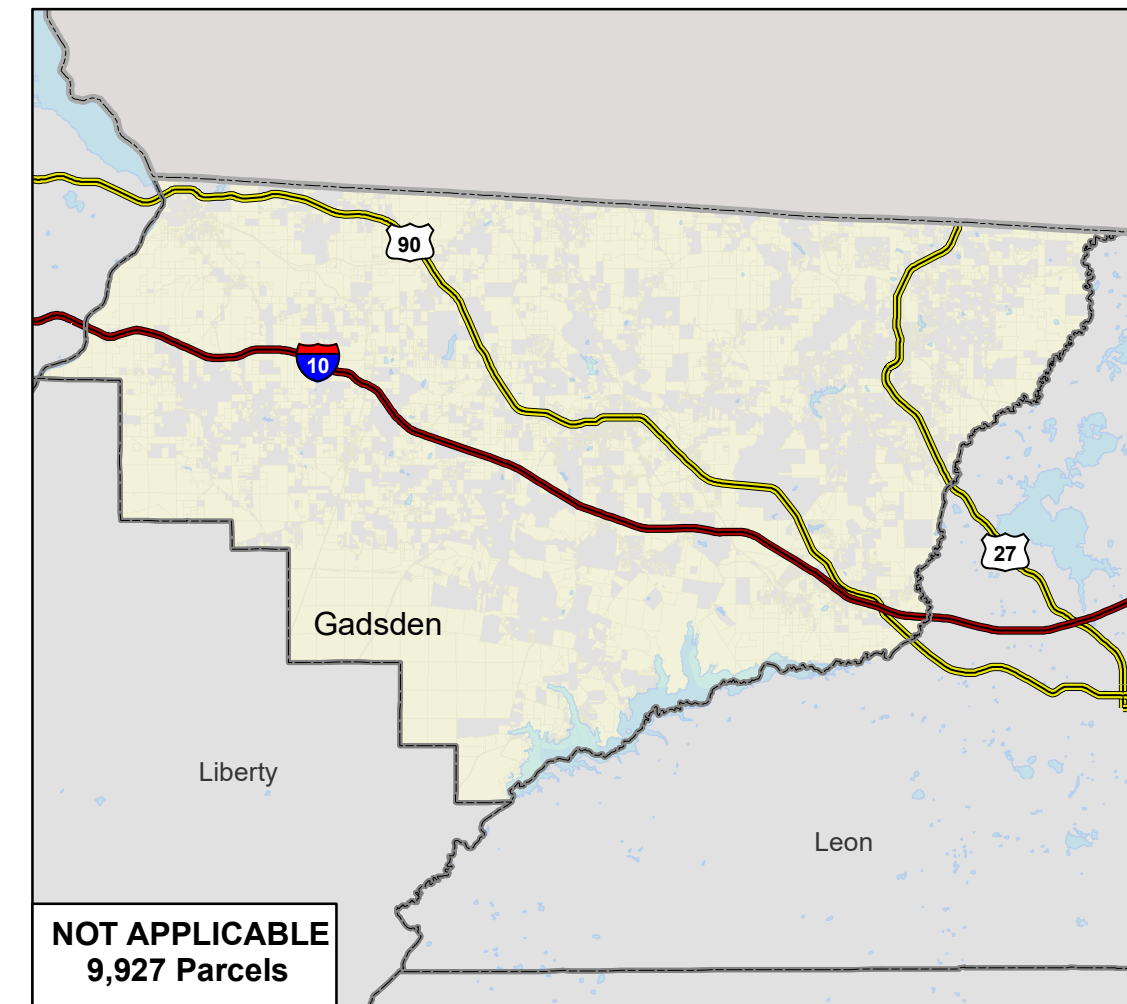 90
10
27
Gadsden
Liberty
Leon
NOT APPLICABLE
9,927 Parcels